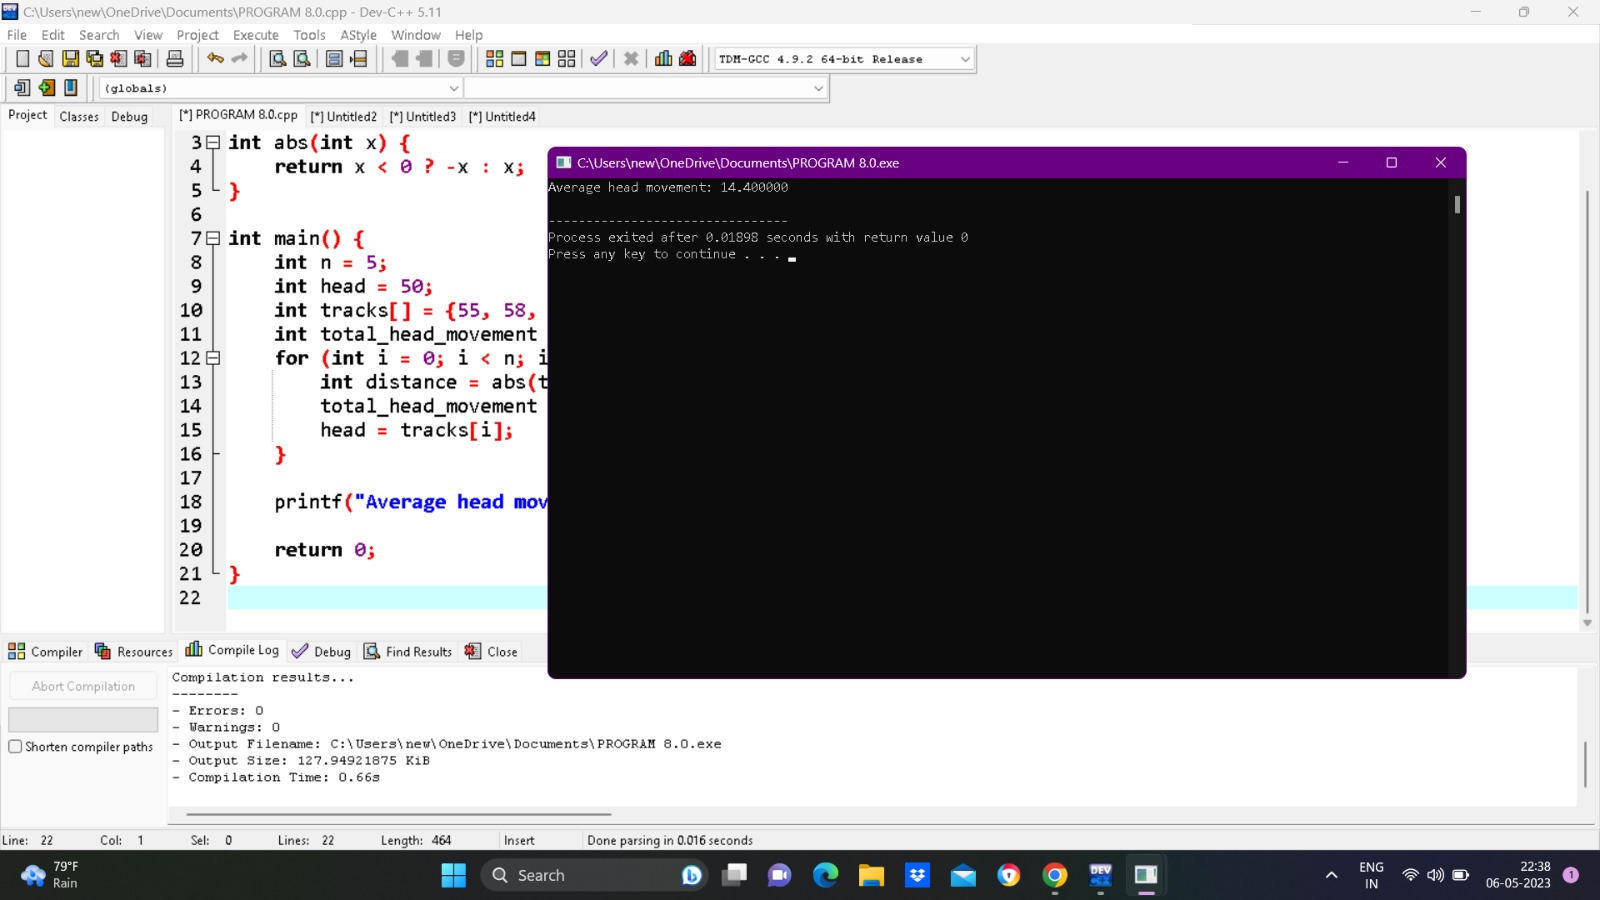 C:\Users\new\OneDrive\Documents\PROGRAM 8.0.cpp - Dev-C++ 5.11
File Edit Search View Project Execute Tools AStyle Window Help
TDM-GCC 4.9.2 64-bit Release
(globals)
Project Classes Debug
[*] PROGRAM 8.0.cpp [*] Untitled2 [*] Untitled3 [*] Untitled4
3 int abs(int x) {
4 return x < 0 ? -x : x;
5 }
6
7 int main() {
8 int n = 5;
9 int head = 50;
10 int tracks[] = {55, 58,
11 int total_head_movement
12 for (int i = 0; i < n; i
13 int distance = abs(t
14 total_head_movement
15 head = tracks[i];
16 }
17
18 printf("Average head mov
19
20 return 0;
21 }
22
C:\Users\new\OneDrive\Documents\PROGRAM 8.0.exe
Average head movement: 14.400000
--------------------------------
Process exited after 0.01898 seconds with return value 0
Press any key to continue . . .
Compiler Resources Compile Log Debug Find Results Close
Abort Compilation
Shorten compiler paths
Compilation results...
--------
- Errors: 0
- Warnings: 0
- Output Filename: C:\Users\new\OneDrive\Documents\PROGRAM 8.0.exe
- Output Size: 127.94921875 KiB
- Compilation Time: 0.66s
Line: 22 Col: 1 Sel: 0 Lines: 22 Length: 464 Insert Done parsing in 0.016 seconds
79°F
Rain
Search
DEV C++
ENG
IN
22:38
06-05-2023
1